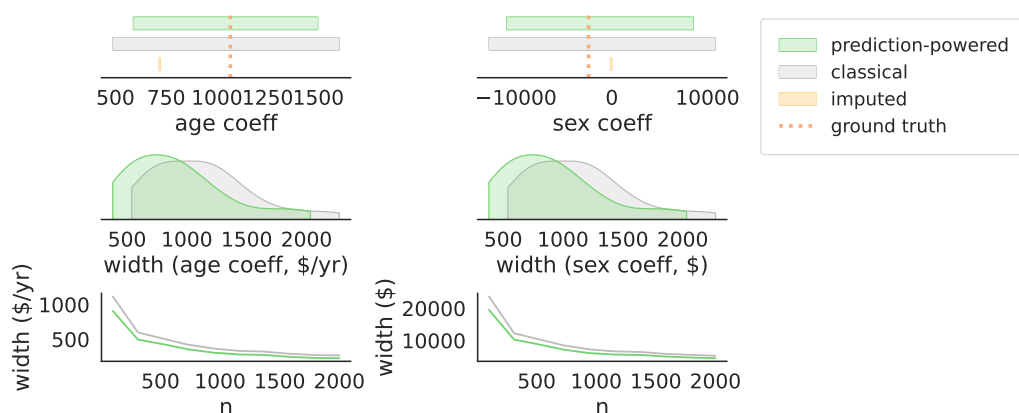 500 750 1000 1250 1500
age coeff
−10000 0 10000
sex coeff
prediction-powered
classical
imputed
ground truth
500 1000 1500 2000
width (age coeff, $/yr)
500 1000 1500 2000
width (sex coeff, $)
width ($/yr)
1000
500
500 1000 1500 2000
n
width ($)
20000
10000
500 1000 1500 2000
n